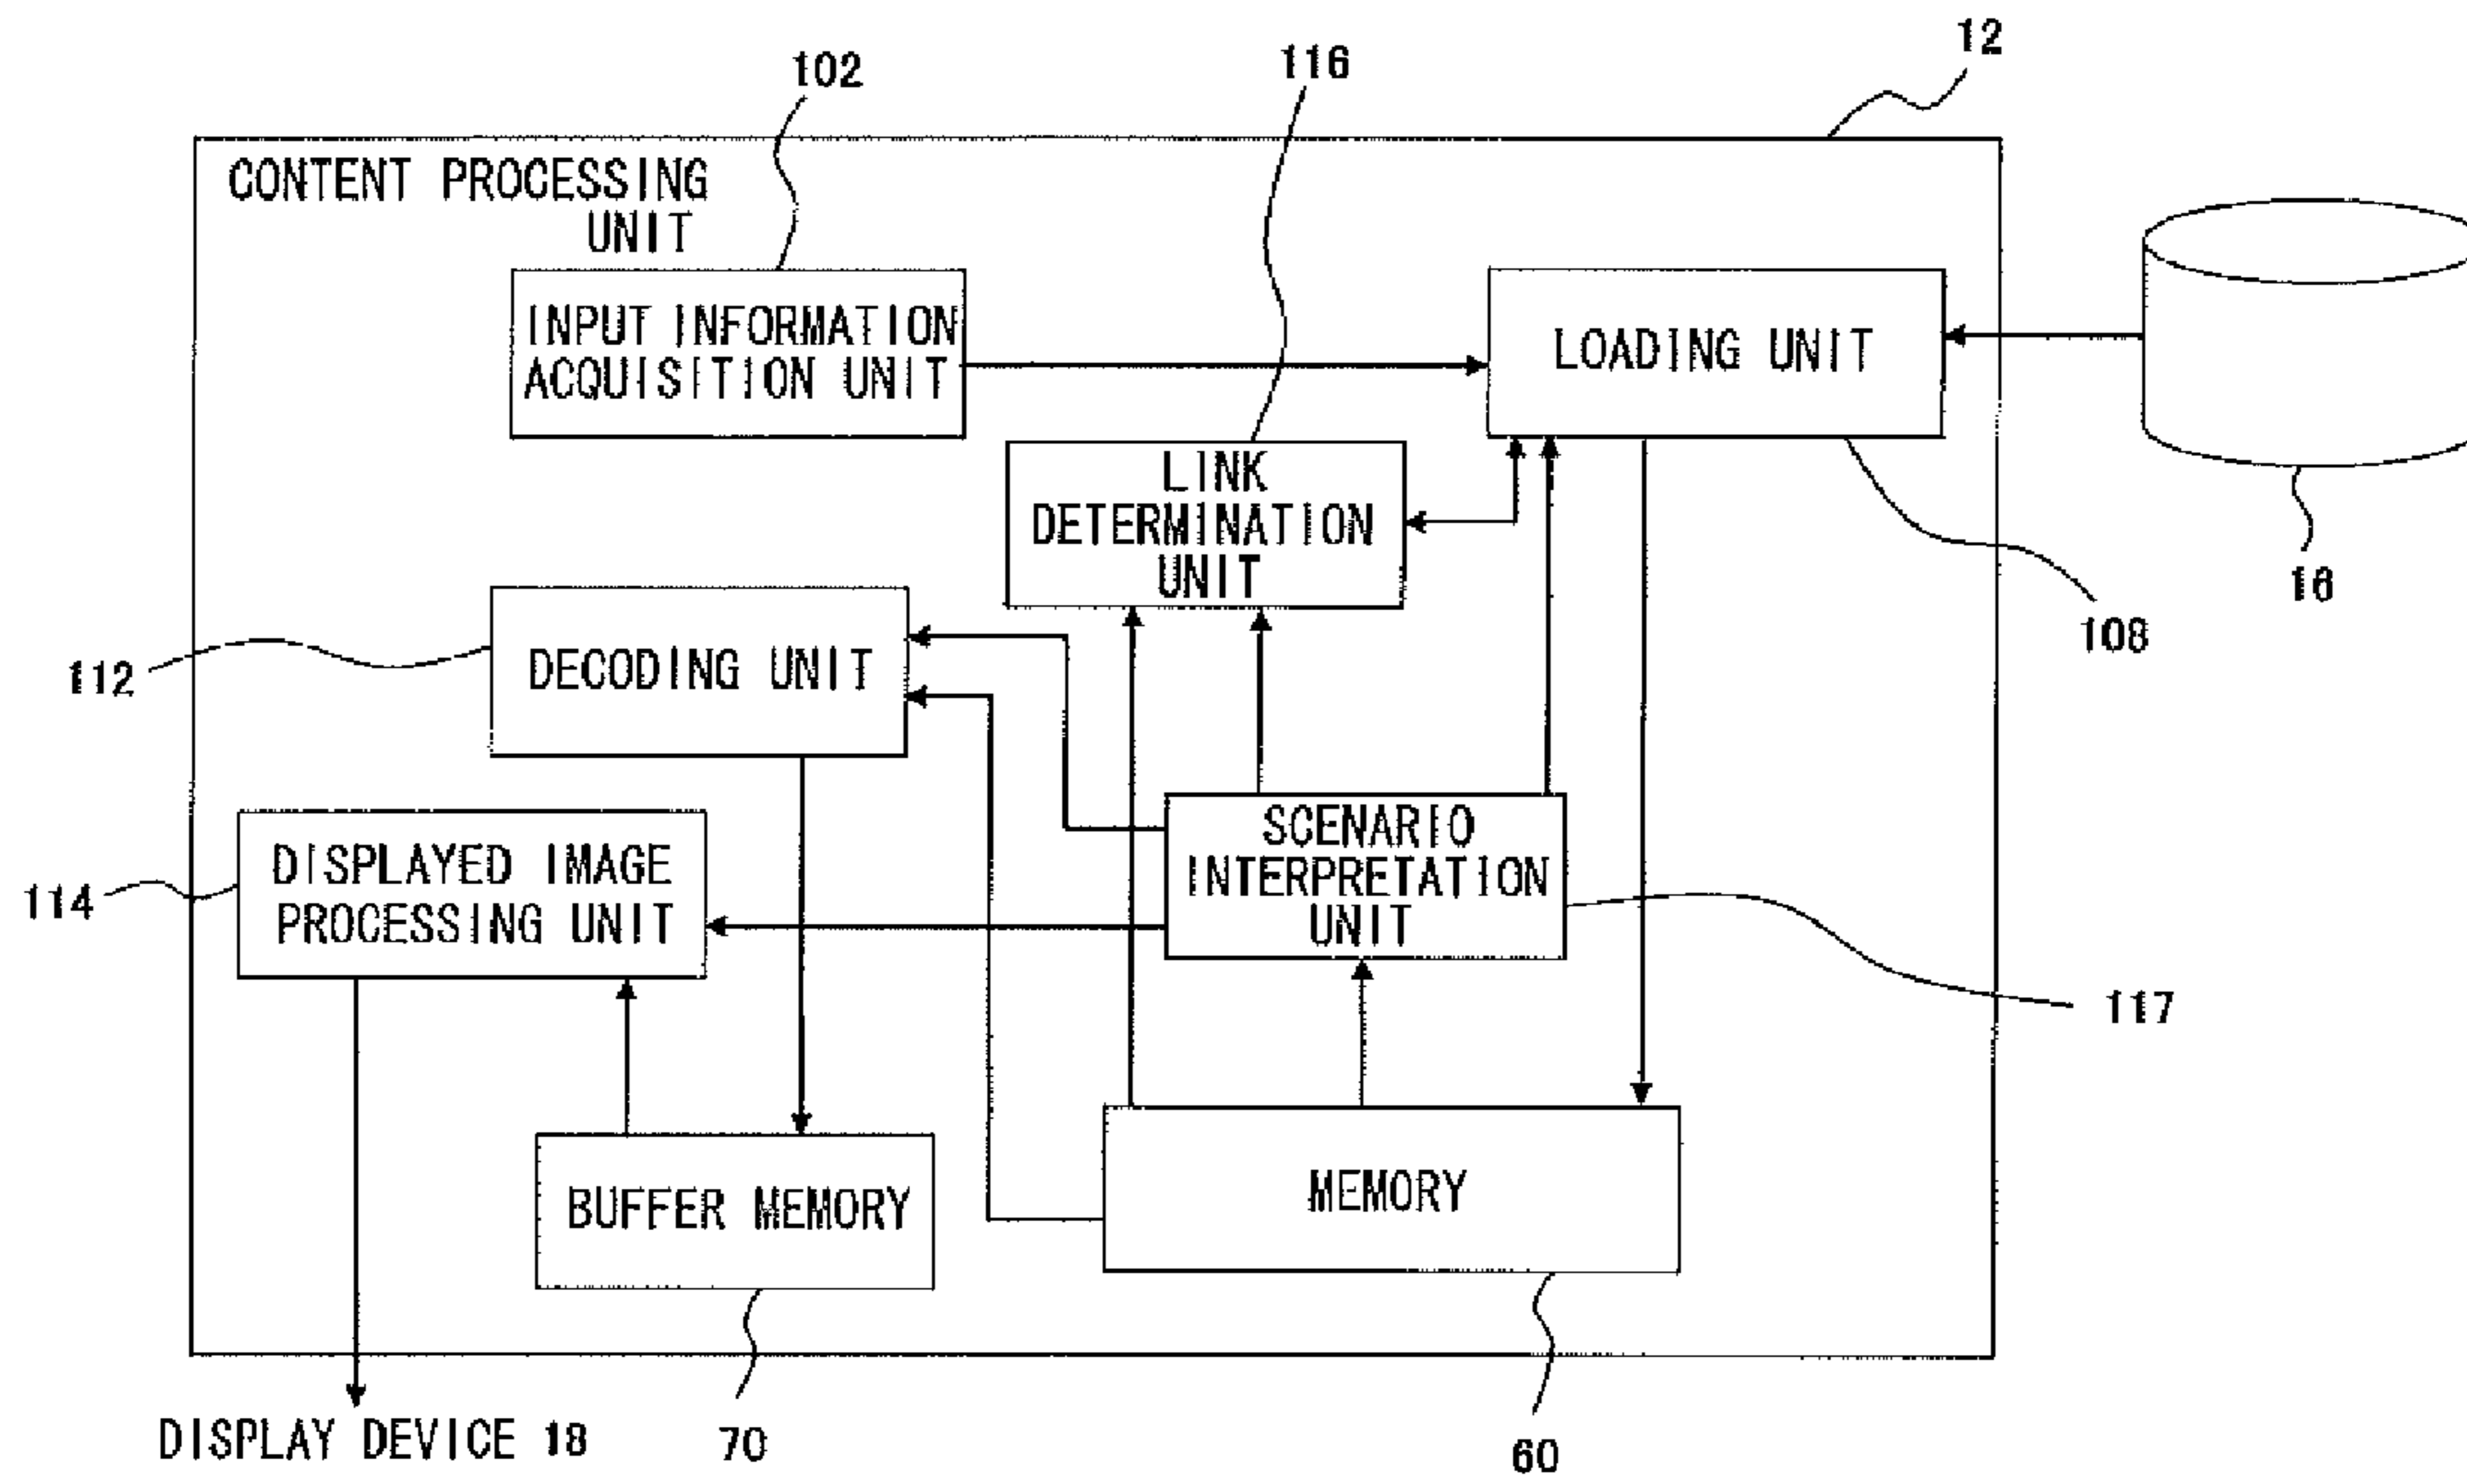 12
116
102
CONTENT PROCESSING
UNIT
INPUT INFORMATION
ACQUISITION UNIT
LOADING UNIT
LINK
DETERMINATION
UNIT
16
108
112
DECODING UNIT
SCENARIO
INTERPRETATION
UNIT
DISPLAYED IMAGE
PROCESSING UNIT
114
117
MEMORY
BUFFER MEMORY
DISPLAY DEVICE 18
70
60